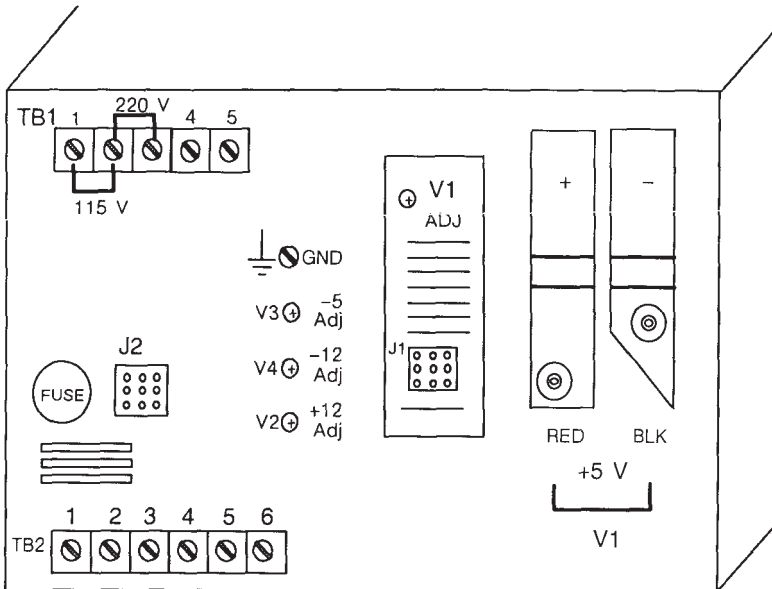 220 V
TB1 1 4 5
115 V
+ V1
ADJ
+ −
GND
V3 −5
Adj
V4 −12
Adj
V2 +12
Adj
J1
J2
FUSE
RED BLK
+5 V
V1
1 2 3 4 5 6
TB2